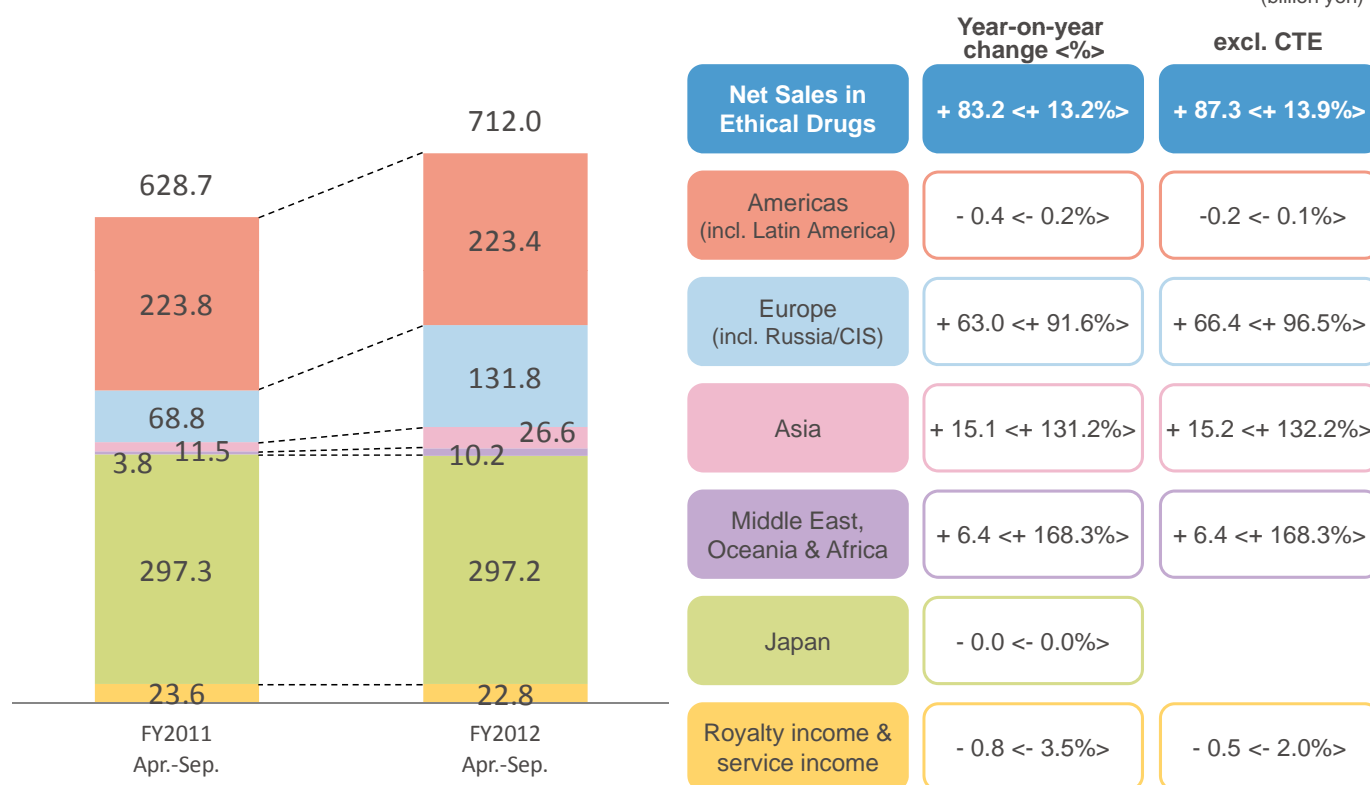 (billion yen)
Year-on-year
change <%>
excl. CTE
Net Sales in
Ethical Drugs
+ 83.2 <+ 13.2%>
+ 87.3 <+ 13.9%>
Americas
(incl. Latin America)
- 0.4 <- 0.2%>
-0.2 <- 0.1%>
Europe
(incl. Russia/CIS)
+ 63.0 <+ 91.6%>
+ 66.4 <+ 96.5%>
Asia
+ 15.1 <+ 131.2%>
+ 15.2 <+ 132.2%>
Middle East,
Oceania & Africa
+ 6.4 <+ 168.3%>
+ 6.4 <+ 168.3%>
Japan
- 0.0 <- 0.0%>
Royalty income &
service income
- 0.8 <- 3.5%>
- 0.5 <- 2.0%>
628.7
223.8
68.8
11.5
3.8
297.3
23.6
FY2011
Apr.-Sep.
712.0
223.4
131.8
26.6
10.2
297.2
22.8
FY2012
Apr.-Sep.